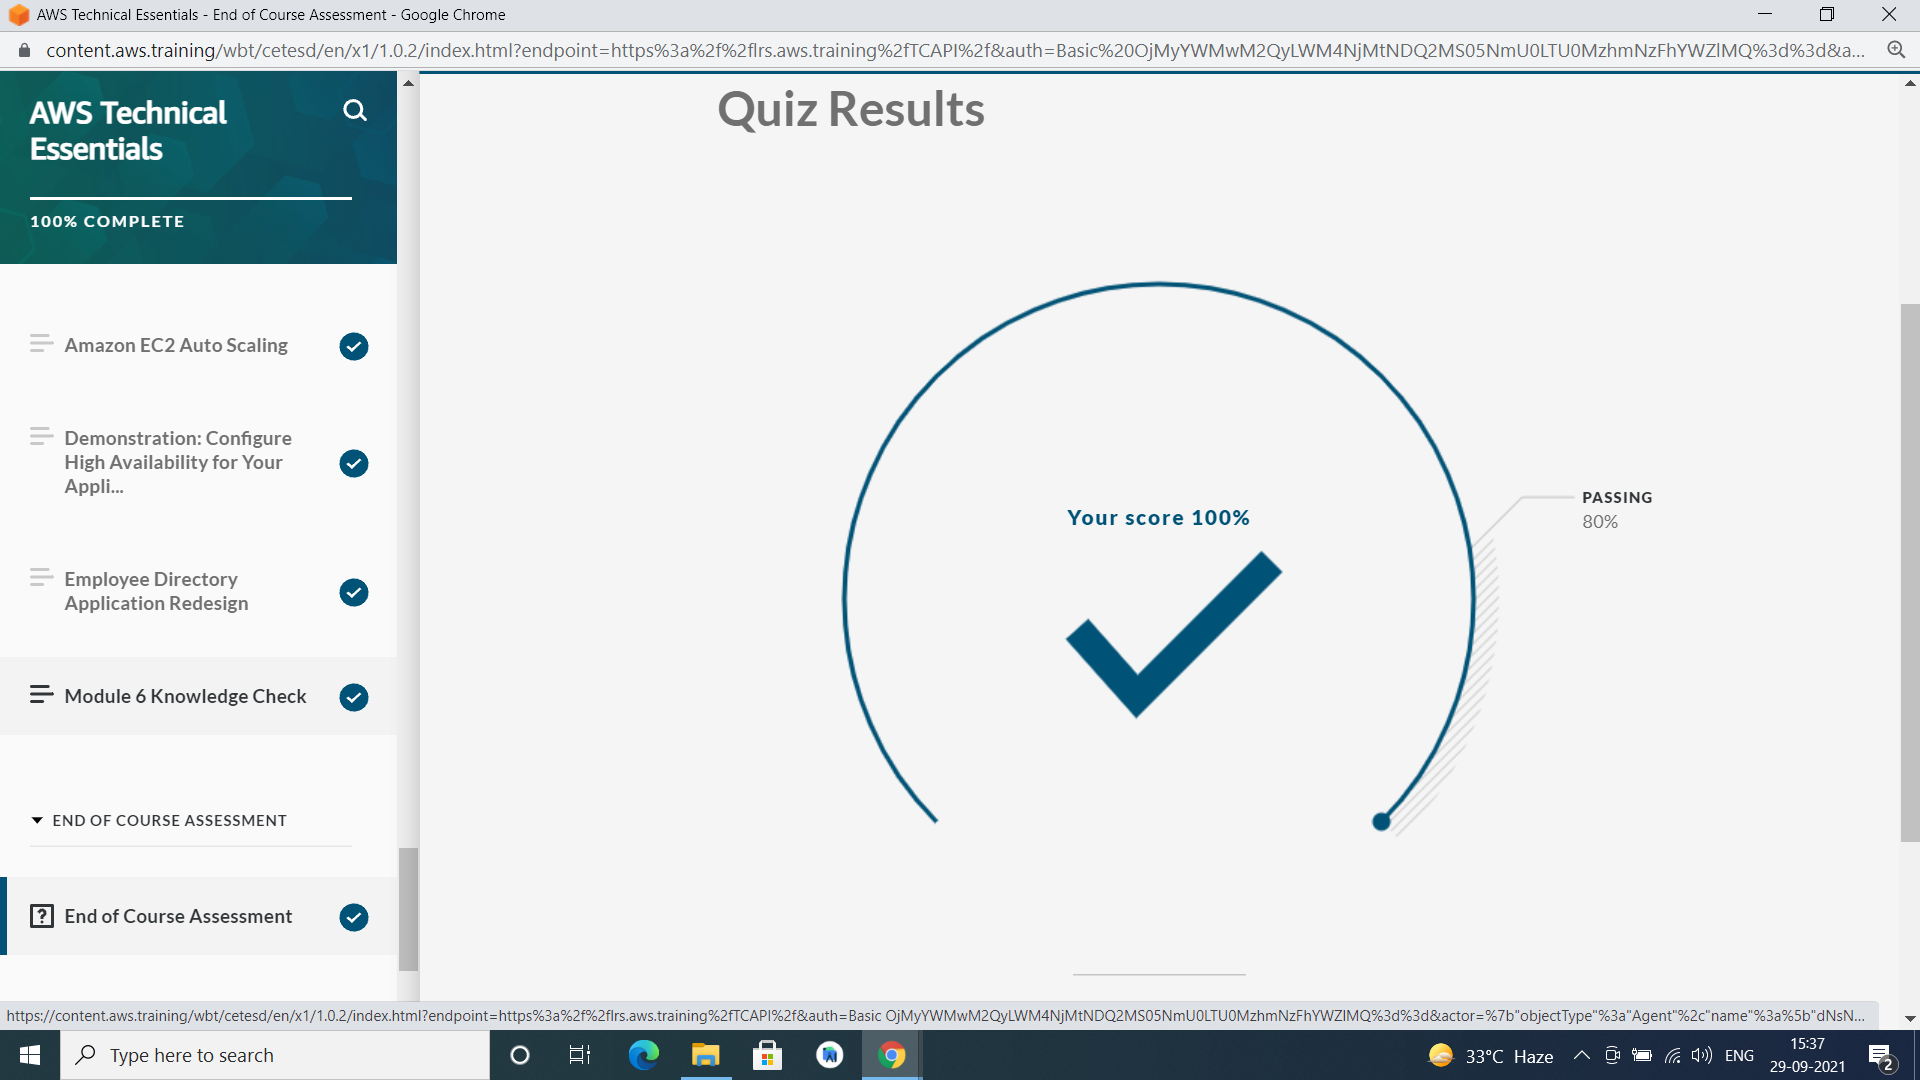 AWS Technical Essentials - End of Course Assessment - Google Chrome
content.aws.training/wbt/cetesd/en/x1/1.0.2/index.html?endpoint=https%3a%2f%2flrs.aws.training%2fTCAPI%2f&auth=Basic%20OjMyYWMwM2QyLWM4NjMtNDQ2MS05NmU0LTU0MzhmNzFhYWZlMQ%3d%3d&a...
AWS Technical
Essentials
100% COMPLETE
Amazon EC2 Auto Scaling
Demonstration: Configure
High Availability for Your
Appli...
Employee Directory
Application Redesign
Module 6 Knowledge Check
END OF COURSE ASSESSMENT
End of Course Assessment
Quiz Results
Your score 100%
PASSING
80%
https://content.aws.training/wbt/cetesd/en/x1/1.0.2/index.html?endpoint=https%3a%2f%2flrs.aws.training%2fTCAPI%2f&auth=Basic OjMyYWMwM2QyLWM4NjMtNDQ2MS05NmU0LTU0MzhmNzFhYWZlMQ%3d%3d&actor=%7b"objectType"%3a"Agent"%2c"name"%3a%5b"dNsN...
Type here to search
33°C Haze
ENG
15:37
29-09-2021
2